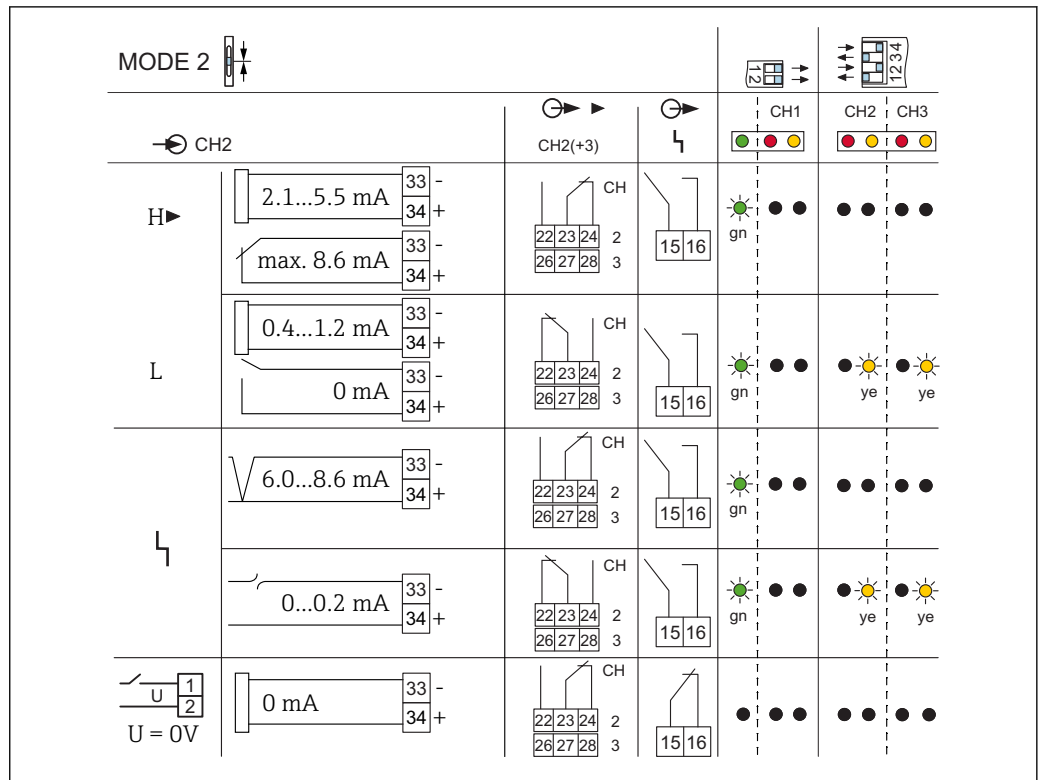 MODE 2
1 2
1 2 3 4
CH1 CH2 CH3
CH2 CH2(+3)
H 2.1...5.5 mA 33 - 34 +
CH
22 23 24 2
26 27 28 3
15 16
gn
max. 8.6 mA 33 - 34 +
L 0.4...1.2 mA 33 - 34 +
CH
22 23 24 2
26 27 28 3
15 16
gn ye ye
0 mA 33 - 34 +
6.0...8.6 mA 33 - 34 +
CH
22 23 24 2
26 27 28 3
15 16
gn
0...0.2 mA 33 - 34 +
CH
22 23 24 2
26 27 28 3
15 16
gn ye ye
U 1 2
U = 0V
0 mA 33 - 34 +
CH
22 23 24 2
26 27 28 3
15 16